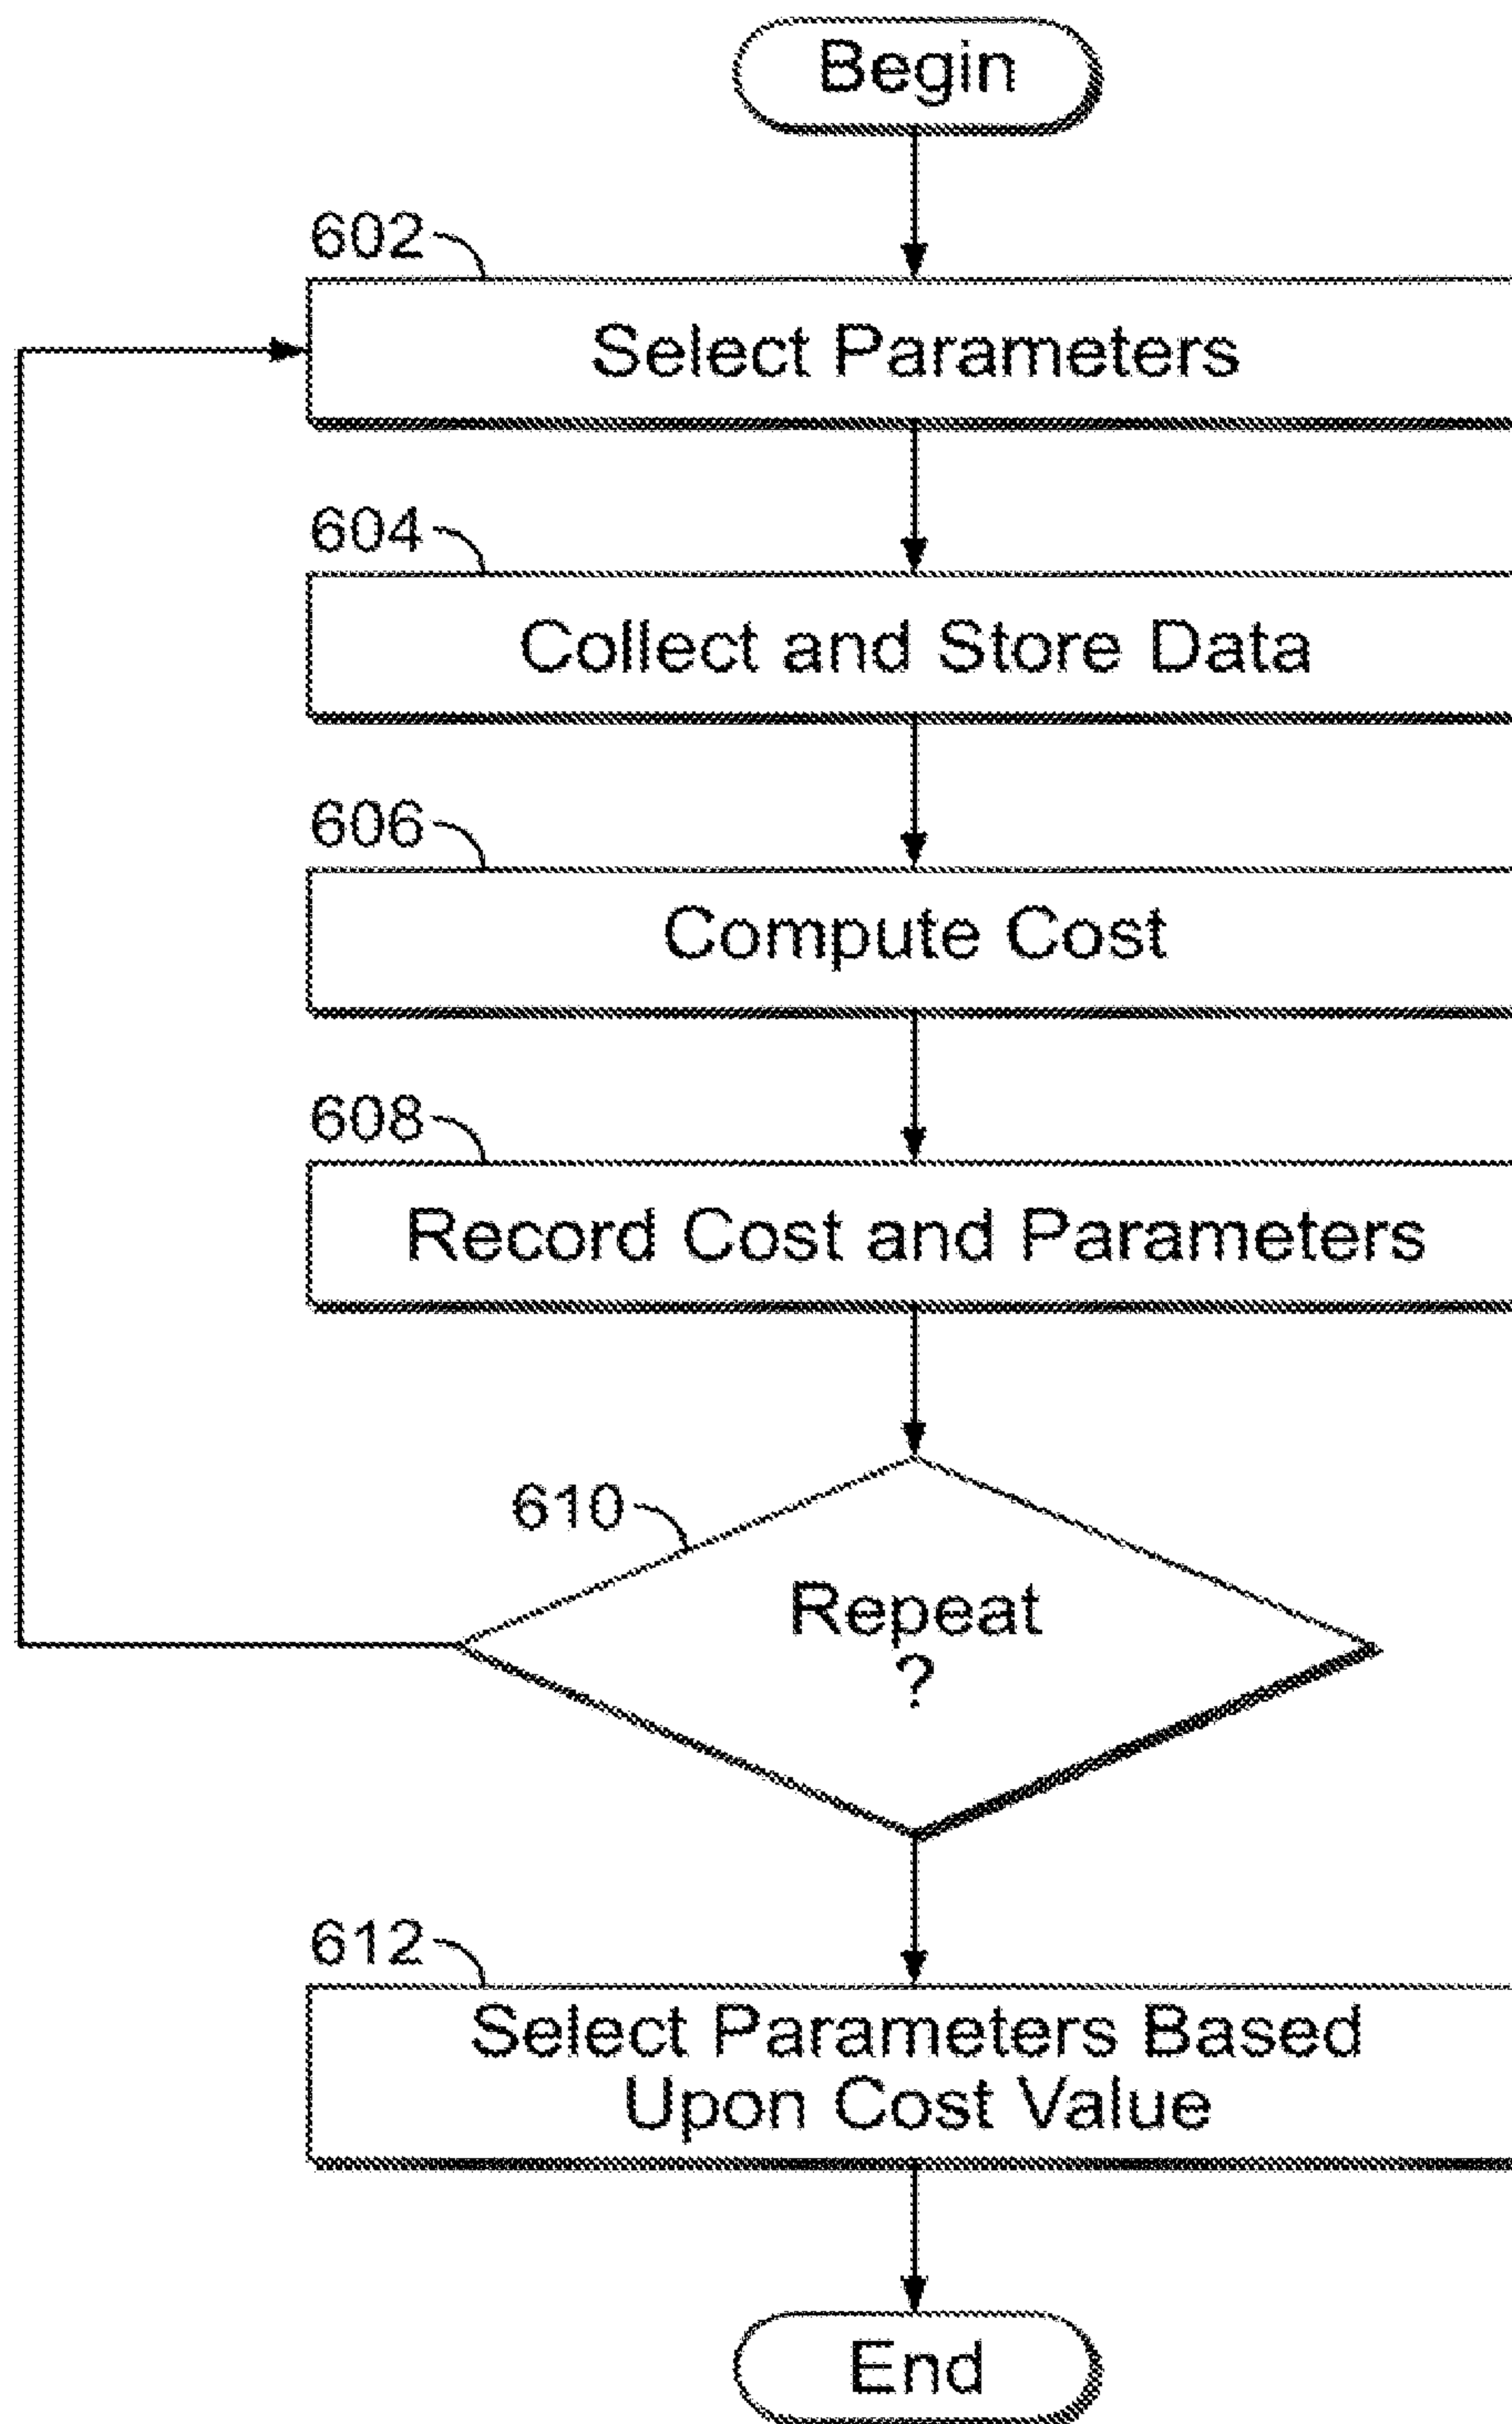 Begin
602
Select Parameters
604
Collect and Store Data
606
Compute Cost
608
Record Cost and Parameters
610
Repeat
?
612
Select Parameters Based
Upon Cost Value
End